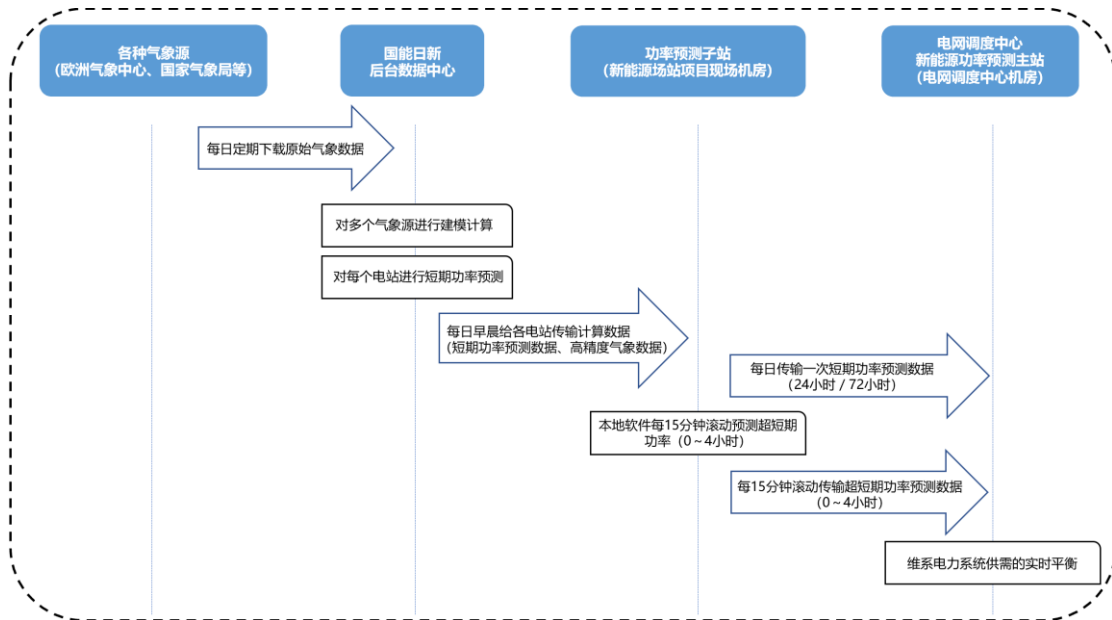 各种气象源
（欧洲气象中心、国家气象局等）
国能日新
后台数据中心
功率预测子站
（新能源场站项目现场机房）
电网调度中心
新能源功率预测主站
（电网调度中心机房）
每日定期下载原始气象数据
对多个气象源进行建模计算
对每个电站进行短期功率预测
每日早晨给各电站传输计算数据
（短期功率预测数据、高精度气象数据）
每日传输一次短期功率预测数据
（24小时 / 72小时）
本地软件每15分钟滚动预测超短期
功率（0～4小时）
每15分钟滚动传输超短期功率预测数据
（0～4小时）
维系电力系统供需的实时平衡